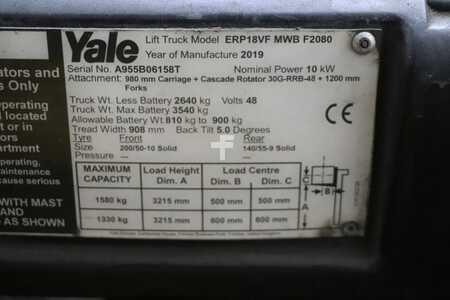 Yale
Lift Truck Model ERP18VF MWB F2080
Year of Manufacture 2019
Serial No. A955B06158T Nominal Power 10 kW
Attachment: 980 mm Carriage + Cascade Rotator 30G-RRB-48 + 1200 mm
Forks
Truck Wt. Less Battery 2640 kg Volts 48
Truck Wt. Max Battery 3540 kg
Allowable Battery Wt. 810 kg to 900 kg
Tread Width 908 mm Back Tilt 5.0 Degrees
Tyre Front Rear
Size 200/50-10 Solid 140/55-9 Solid
Pressure — —
MAXIMUM CAPACITY Load Height Dim. A Load Centre Dim. B Dim. C
1580 kg 3215 mm 500 mm 500 mm
1330 kg 3215 mm 600 mm 600 mm
C B A
ators and
s Only
operating
d located
t or in
ators
partment
operating,
maintenance
cause serious
WITH MAST
AND
AS SHOWN
F